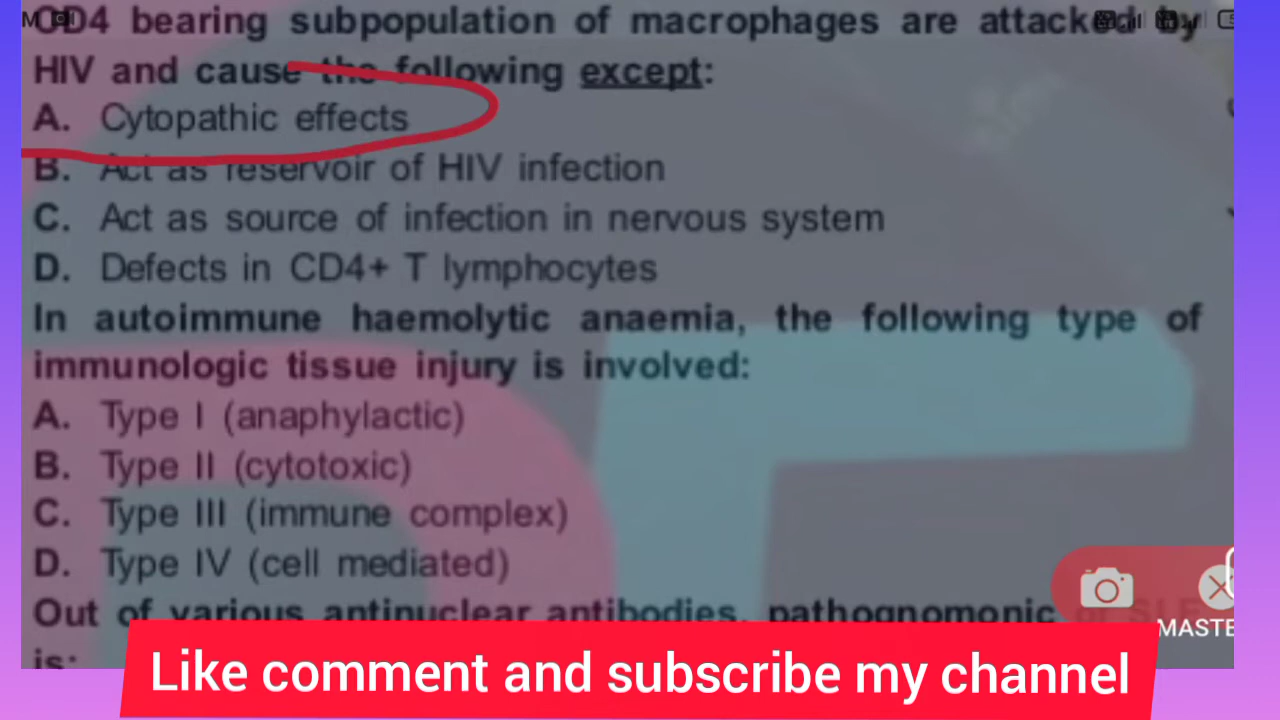 CD4 bearing subpopulation of macrophages are attacked by
HIV and cause the following except:
A. Cytopathic effects
B. Act as reservoir of HIV infection
C. Act as source of infection in nervous system
D. Defects in CD4+ T lymphocytes
In autoimmune haemolytic anaemia, the following type of
immunologic tissue injury is involved:
A. Type I (anaphylactic)
B. Type II (cytotoxic)
C. Type III (immune complex)
D. Type IV (cell mediated)
Out of various antinuclear antibodies, pathognomonic of SLE
is:
MASTE
Like comment and subscribe my channel